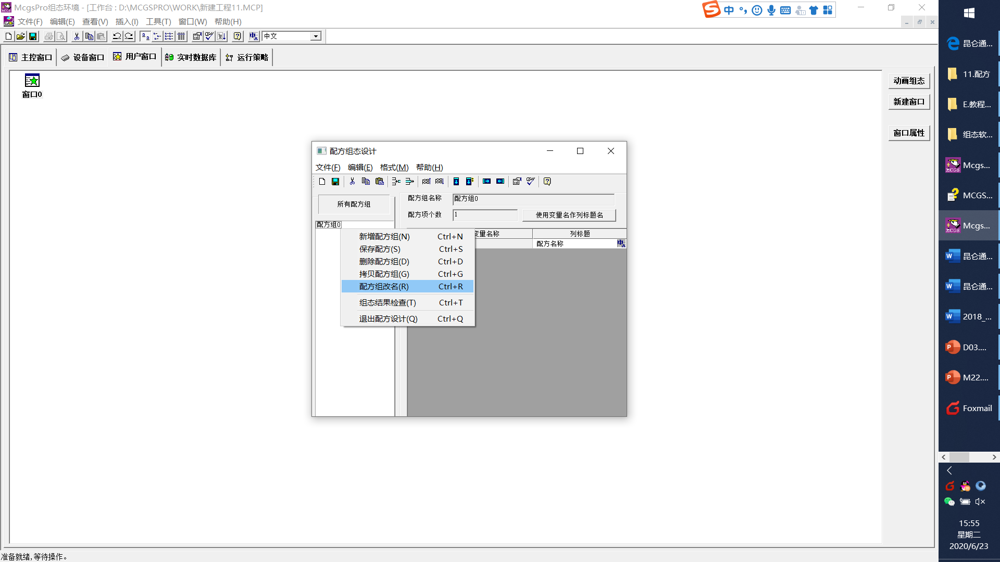 McgsPro组态环境 - [工作台 : D:\MCGSPRO\WORK\新建工程11.MCP]
文件(F) 编辑(E) 查看(V) 插入(I) 工具(T) 窗口(W) 帮助(H)
中文
主控窗口 设备窗口 用户窗口 实时数据库 运行策略
窗口0
动画组态
新建窗口
窗口属性
配方组态设计
文件(F) 编辑(E) 格式(M) 帮助(H)
所有配方组
配方组名称 配方组0
配方项个数 1 使用变量名作列标题名
配方组0
变量名称 列标题
配方名称
新增配方组(N) Ctrl+N
保存配方(S) Ctrl+S
删除配方组(D) Ctrl+D
拷贝配方组(G) Ctrl+G
配方组改名(R) Ctrl+R
组态结果检查(T) Ctrl+T
退出配方设计(Q) Ctrl+Q
准备就绪,等待操作。
中
昆仑通...
11.配方
E.教程...
组态软...
Mcgs...
MCGS...
Mcgs...
昆仑通...
昆仑通...
2018_...
D03....
M22....
Foxmail
15:55
星期二
2020/6/23